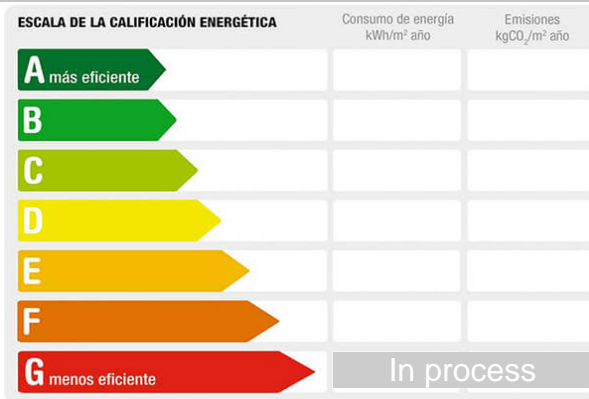 ESCALA DE LA CALIFICACIÓN ENERGÉTICA
Consumo de energía
kWh/m² año
Emisiones
kgCO₂/m² año
A más eficiente
B
C
D
E
F
G menos eficiente
In process